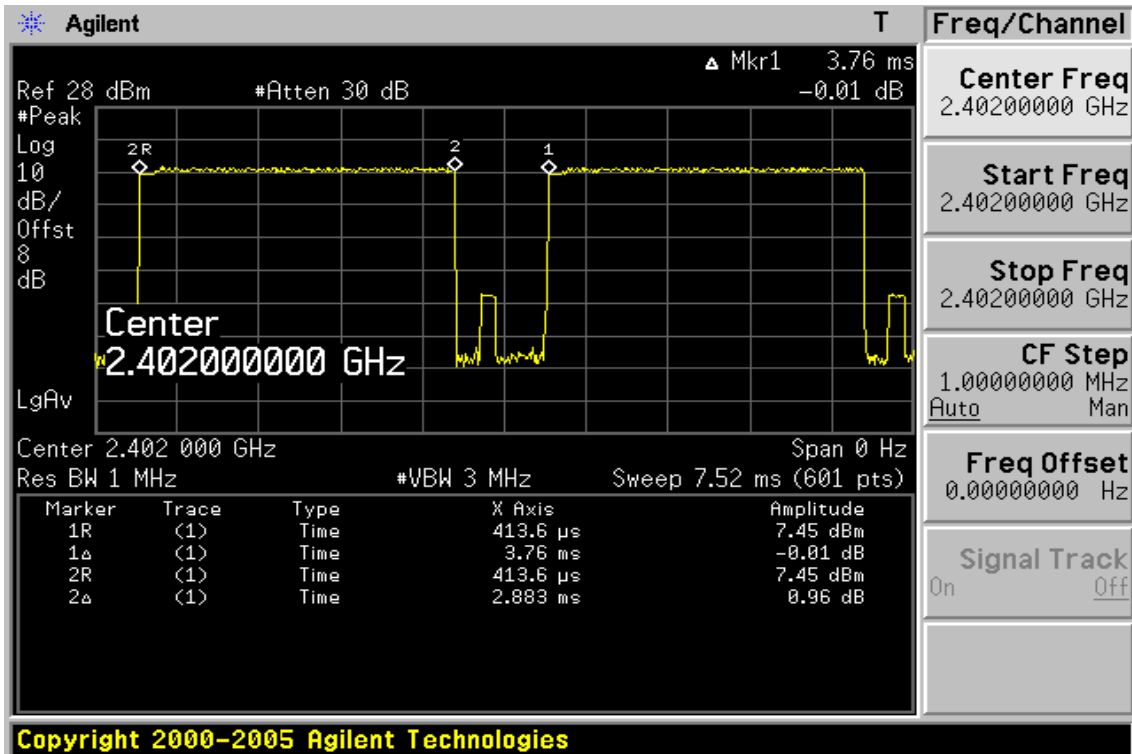 Agilent T Freq/Channel
Δ Mkr1 3.76 ms
Ref 28 dBm #Atten 30 dB -0.01 dB
#Peak
Log
10
dB/
Offst
8
dB
LgAv
2R 2 1
Center
2.402000000 GHz
Center 2.402 000 GHz Span 0 Hz
Res BW 1 MHz #VBW 3 MHz Sweep 7.52 ms (601 pts)
Marker Trace Type X Axis Amplitude
1R (1) Time 413.6 µs 7.45 dBm
1Δ (1) Time 3.76 ms -0.01 dB
2R (1) Time 413.6 µs 7.45 dBm
2Δ (1) Time 2.883 ms 0.96 dB
Center Freq
2.40200000 GHz
Start Freq
2.40200000 GHz
Stop Freq
2.40200000 GHz
CF Step
1.00000000 MHz
Auto Man
Freq Offset
0.00000000 Hz
Signal Track
On Off
Copyright 2000-2005 Agilent Technologies